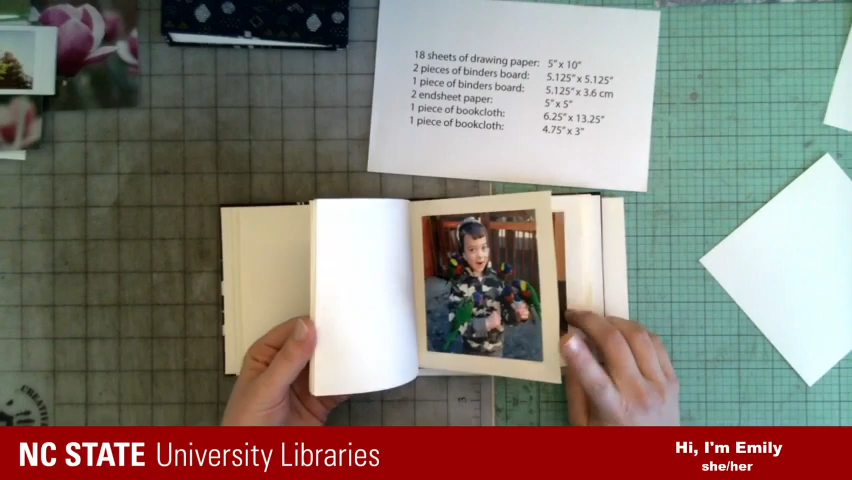 18 sheets of drawing paper: 5" x 10"
2 pieces of binders board: 5.125" x 5.125"
1 piece of binders board: 5.125" x 3.6 cm
2 endsheet paper: 5" x 5"
1 piece of bookcloth: 6.25" x 13.25"
1 piece of bookcloth: 4.75" x 3"
CREATIVE
NC STATE University Libraries
Hi, I'm Emily
she/her